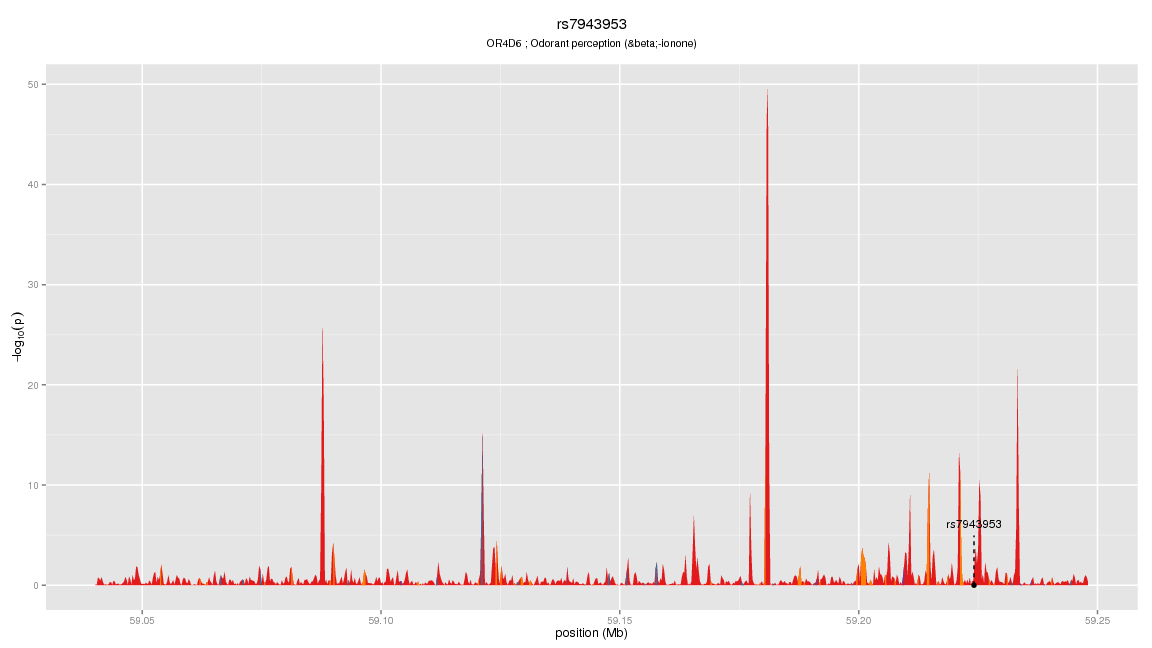 rs7943953
OR4D6 ; Odorant perception (&beta;-ionone)
50
40
30
20
10
0
−log10(p)
rs7943953
59.05
59.10
59.15
59.20
59.25
position (Mb)